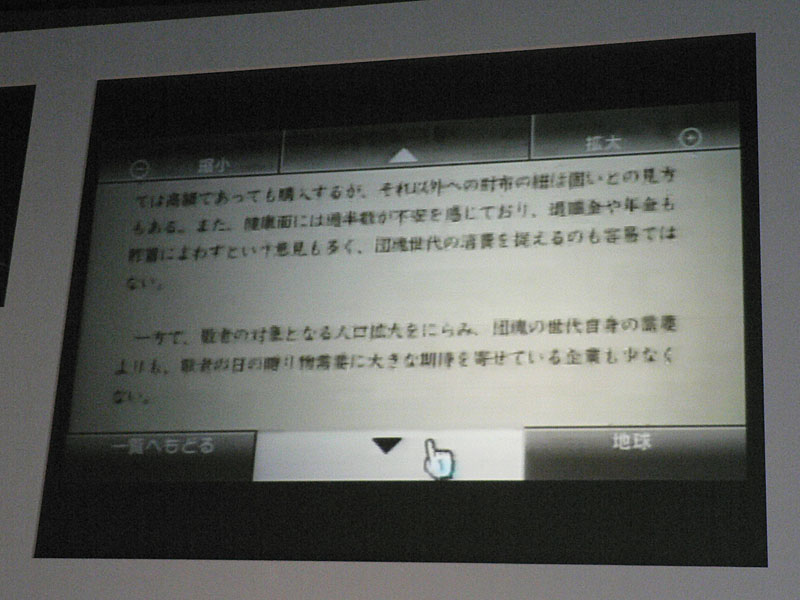 縮小
拡大
ては高額であっても購入するが、それ以外への財布の紐は固いとの見方
もある。また、健康面には過半数が不安を感じており、退職金や年金も
貯蓄にまわすという意見も多く、団塊世代の消費を捉えるのも容易では
ない。
一方で、敬老の対象となる人口拡大をにらみ、団塊の世代自身の需要
よりも、敬老の日の贈り物需要に大きな期待を寄せている企業も少なく
ない。
一覧へもどる
地球
1